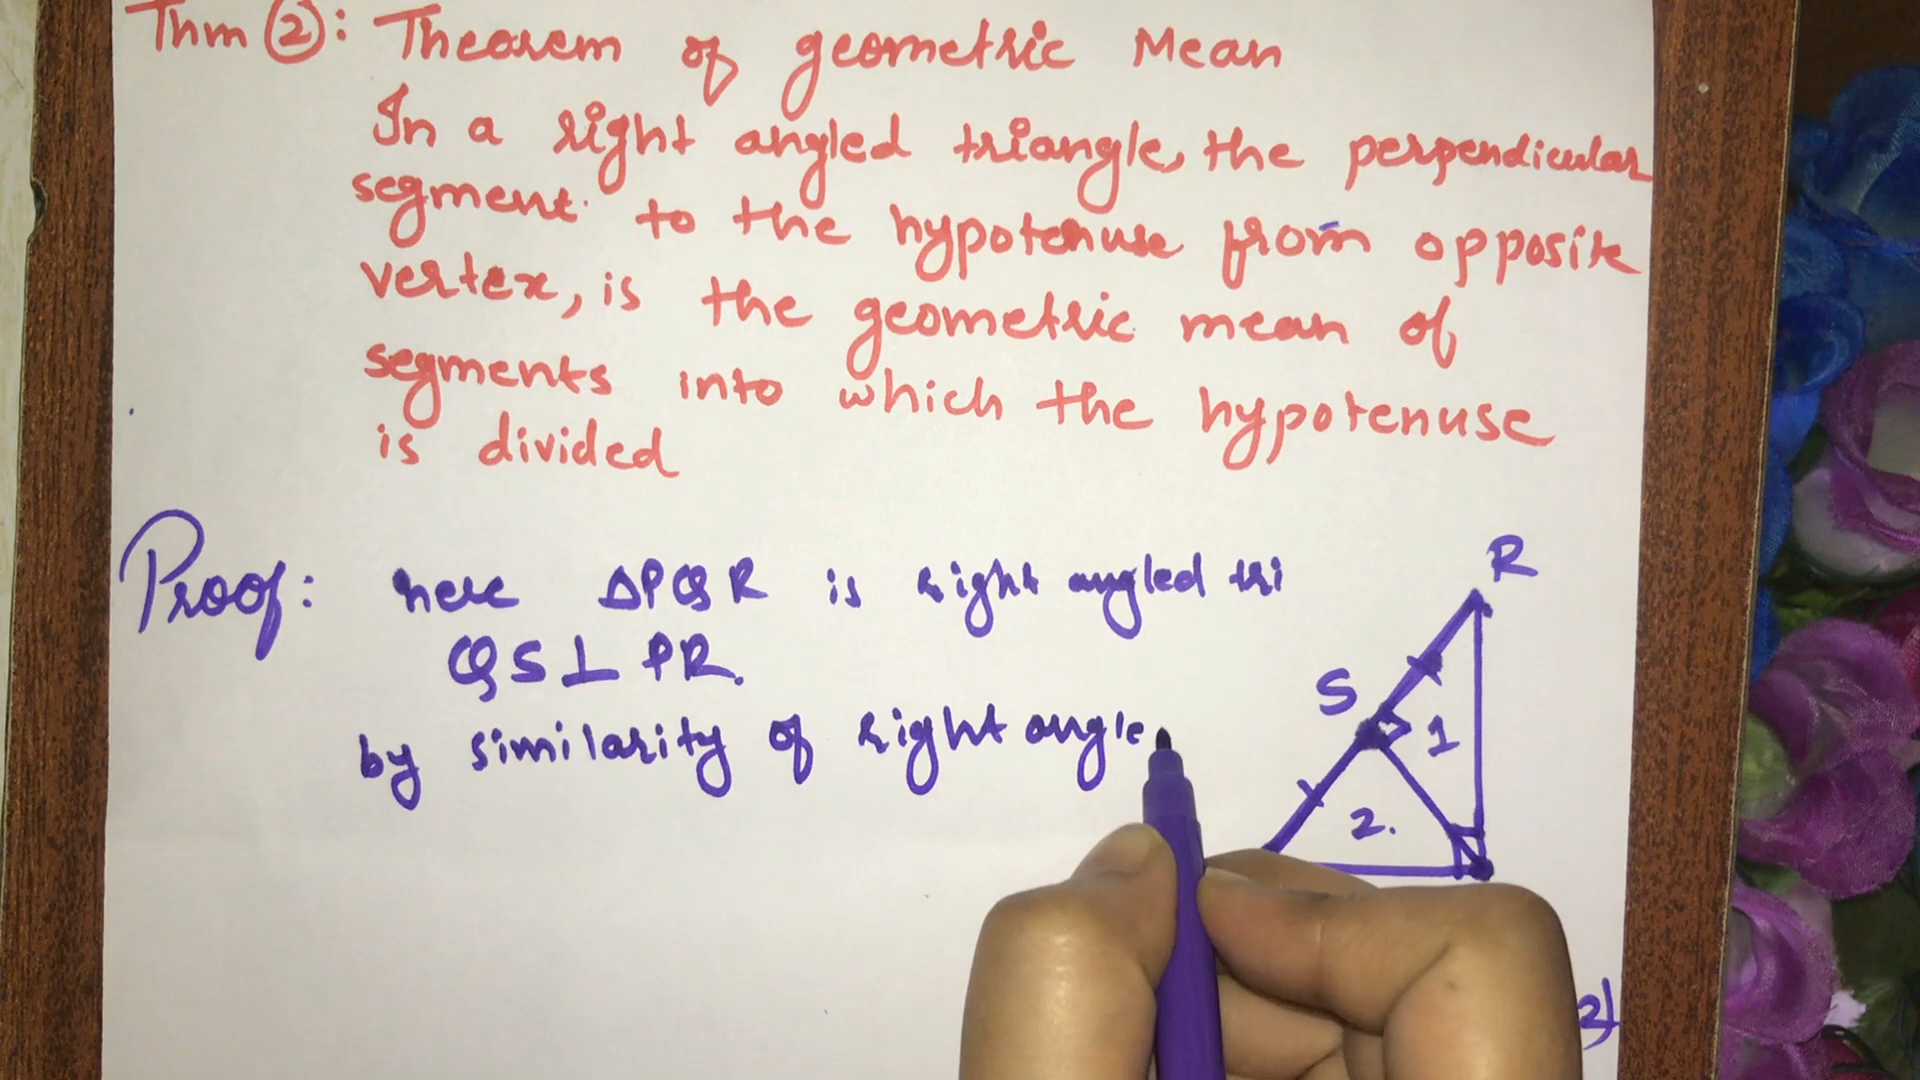 Thm ②: Theorem of geometric Mean
In a right angled triangle, the perpendicular
segment to the hypotenuse from opposite
vertex, is the geometric mean of
segments into which the hypotenuse
is divided
Proof: here ΔPQR is right angled tri
QS⊥PR.
by similarity of right angle
R
S
1
2.
2)